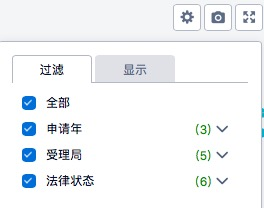 过滤 显示
全部
申请年 (3)
受理局 (5)
法律状态 (6)